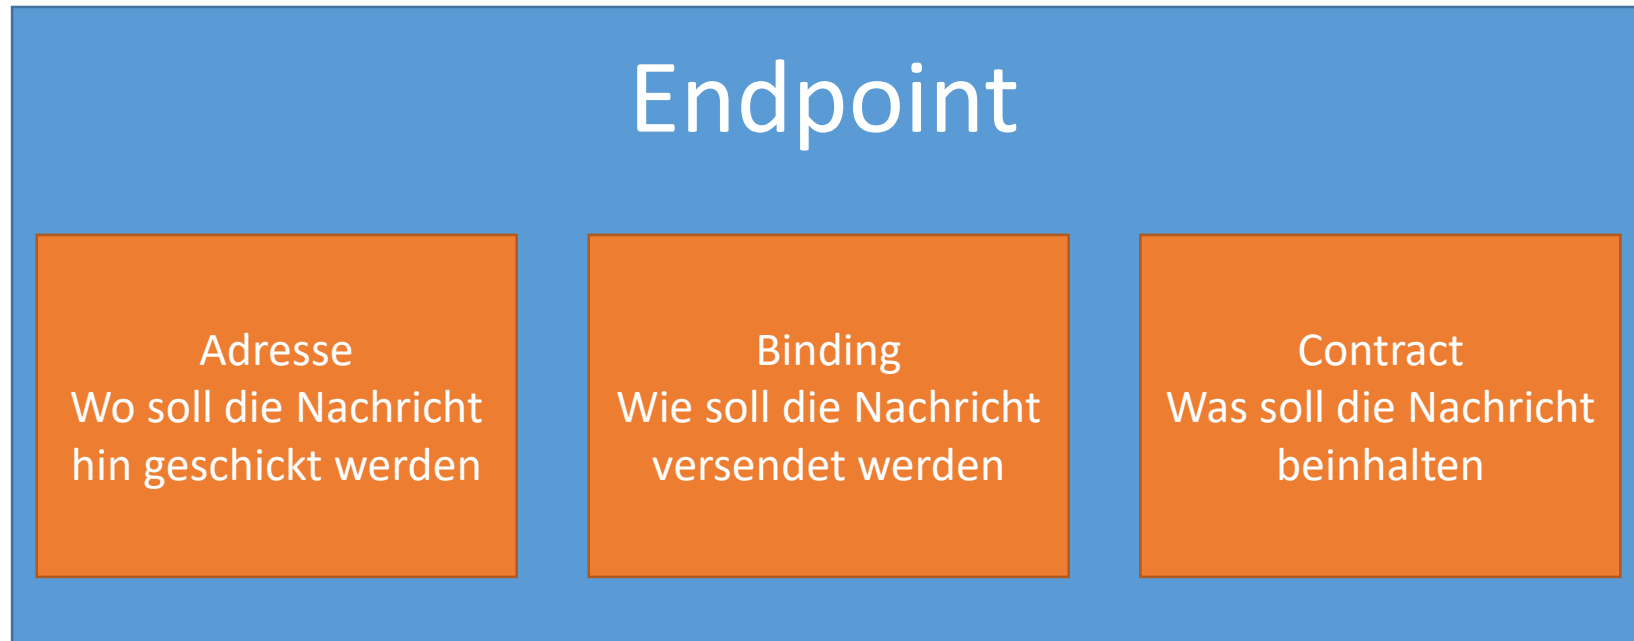 Endpoint
Adresse
Wo soll die Nachricht
hin geschickt werden
Binding
Wie soll die Nachricht
versendet werden
Contract
Was soll die Nachricht
beinhalten